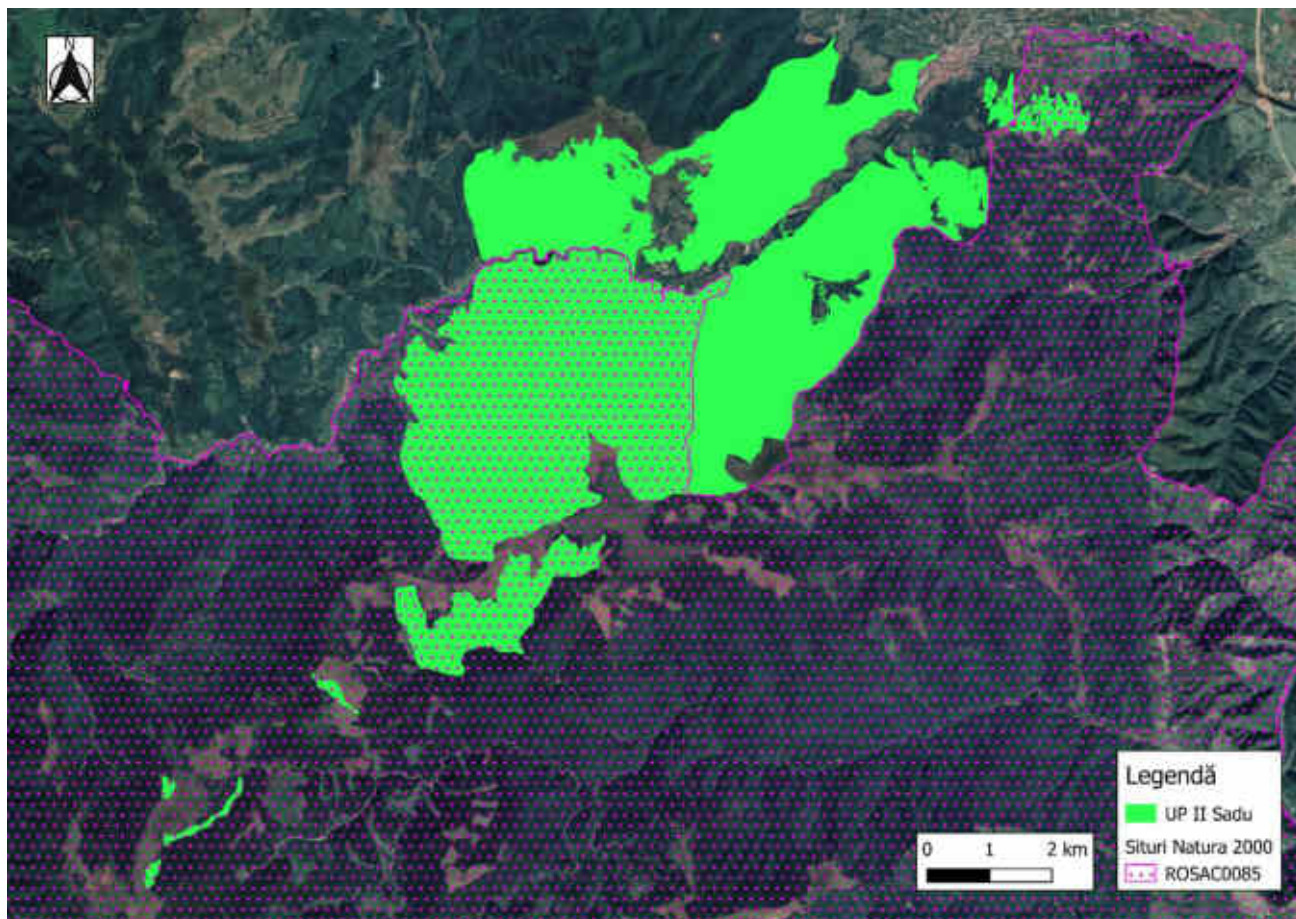 N
Legendă
UP II Sadu
Situri Natura 2000
ROSAC0085
0 1 2 km